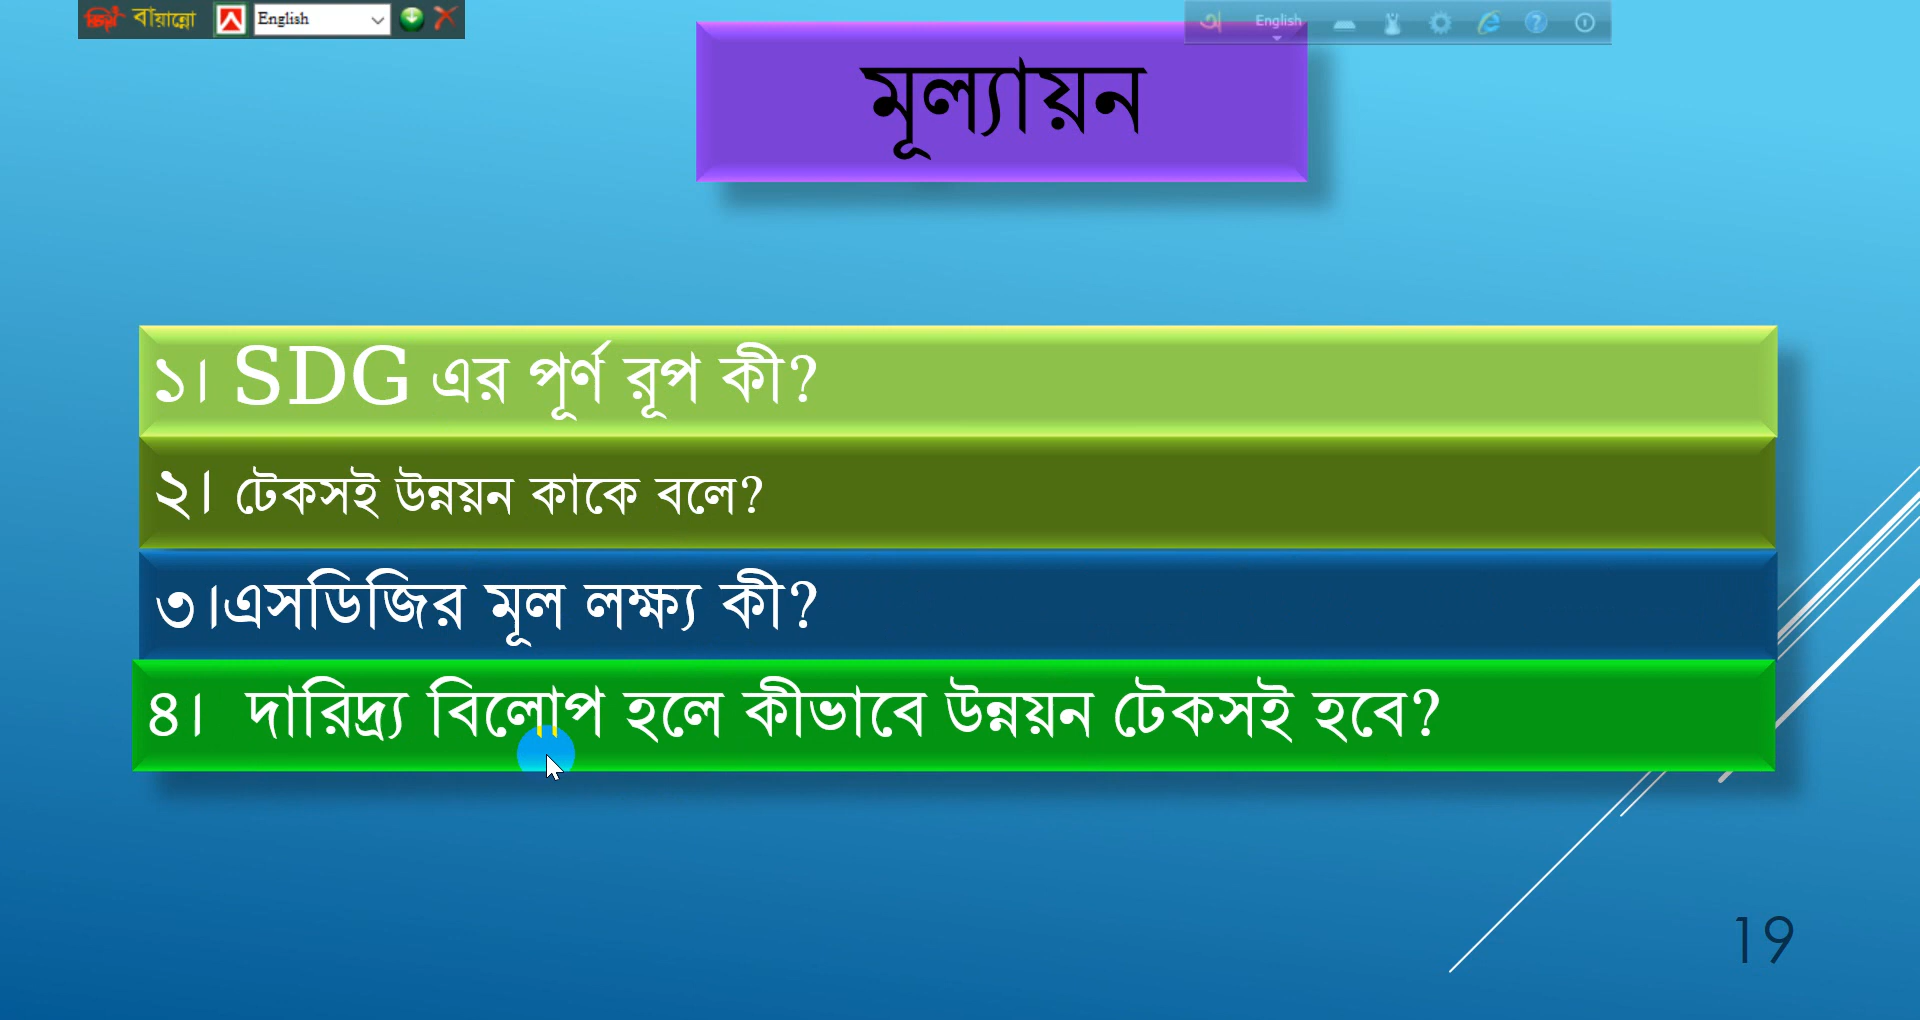 বায়ান্নো
English
English
মূল্যায়ন
১। SDG এর পূর্ণ রূপ কী?
২। টেকসই উন্নয়ন কাকে বলে?
৩।এসডিজির মূল লক্ষ্য কী?
৪। দারিদ্র্য বিলোপ হলে কীভাবে উন্নয়ন টেকসই হবে?
19